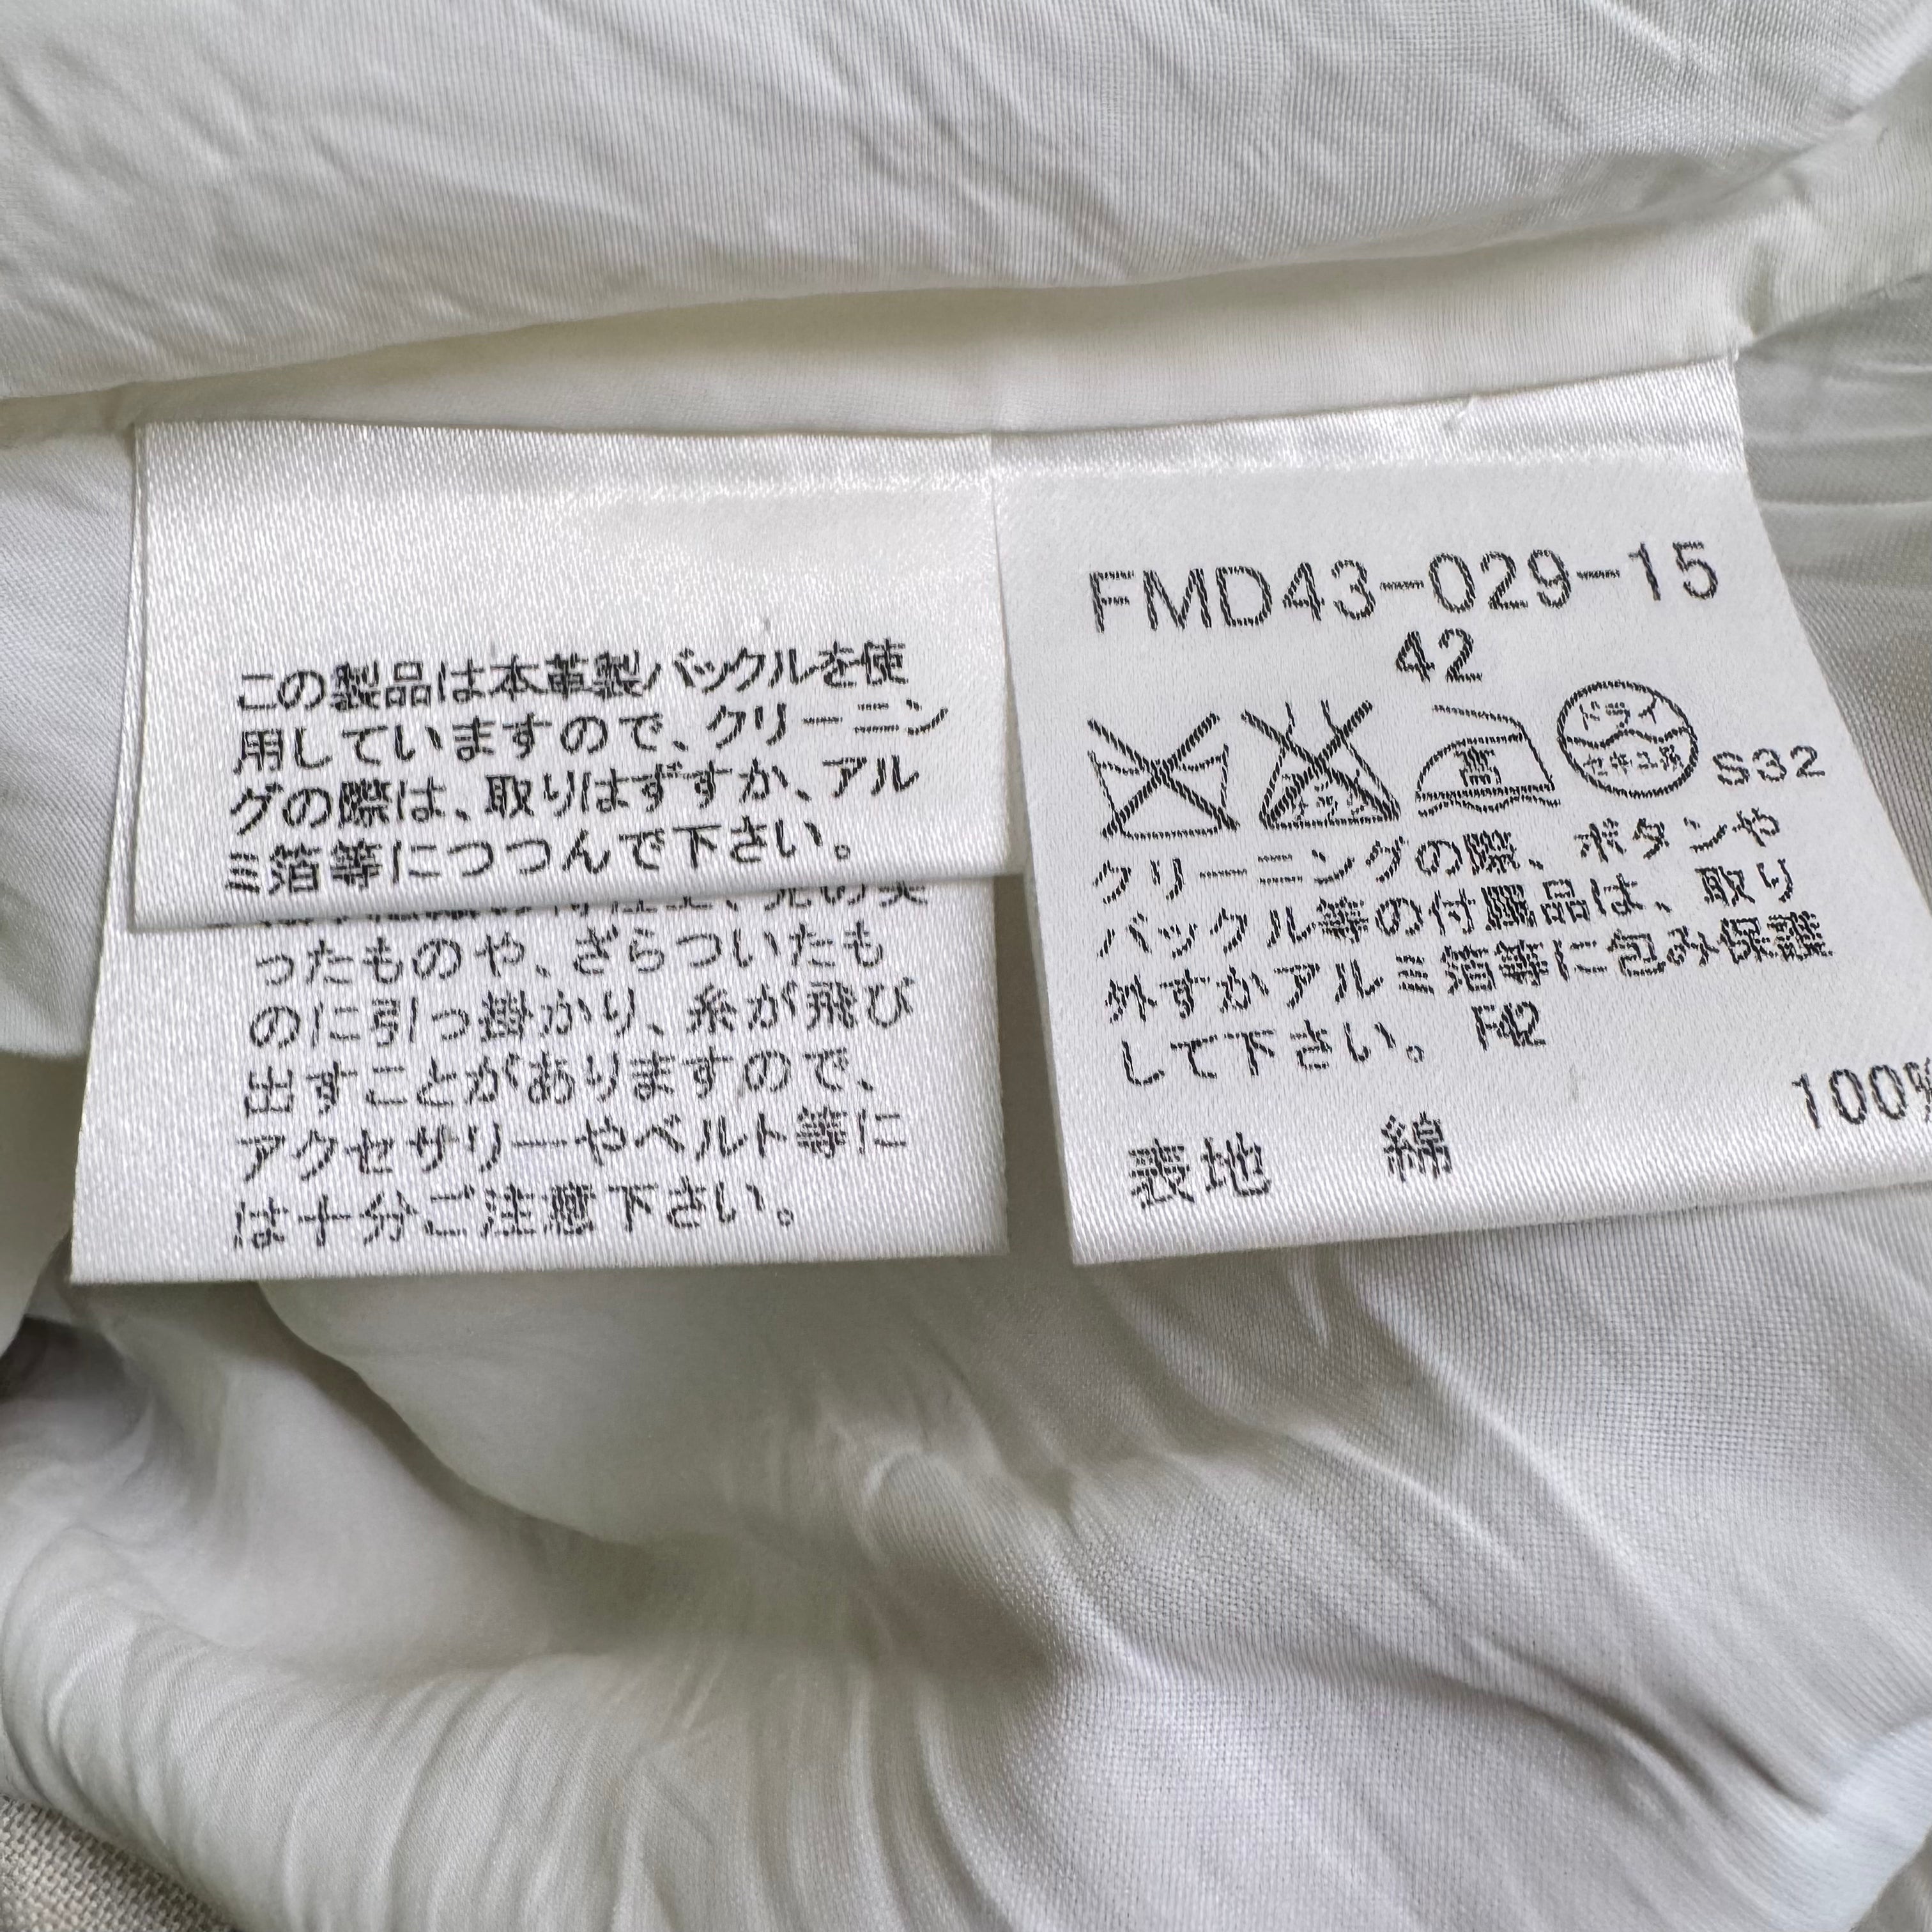 この製品は本革製バックルを使
用していますので、クリーニン
グの際は、取りはずすか、アル
ミ箔等につつんで下さい。
ったものや、ざらついたも
のに引っ掛かり、糸が飛び
出すことがありますので、
アクセサリーやベルト等に
は十分ご注意下さい。
FMD43-029-15
42
ドライ
セキユ系
S32
クリーニングの際、ボタンや
バックル等の付属品は、取り
外すかアルミ箔等に包み保護
して下さい。 F42
表地 綿 100%